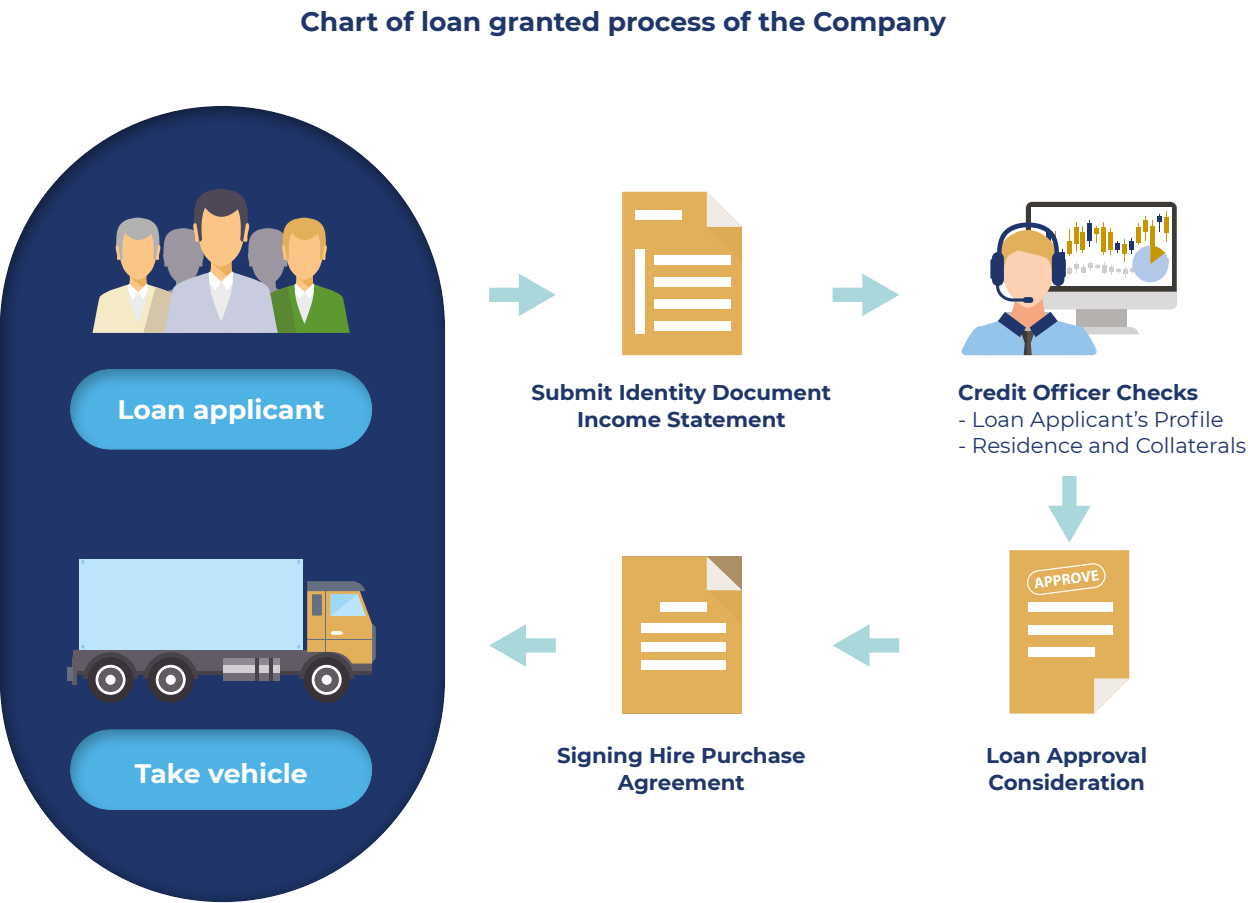 Chart of loan granted process of the Company
Loan applicant
Submit Identity Document
Income Statement
Credit Officer Checks
- Loan Applicant's Profile
- Residence and Collaterals
APPROVE
Loan Approval
Consideration
Signing Hire Purchase
Agreement
Take vehicle